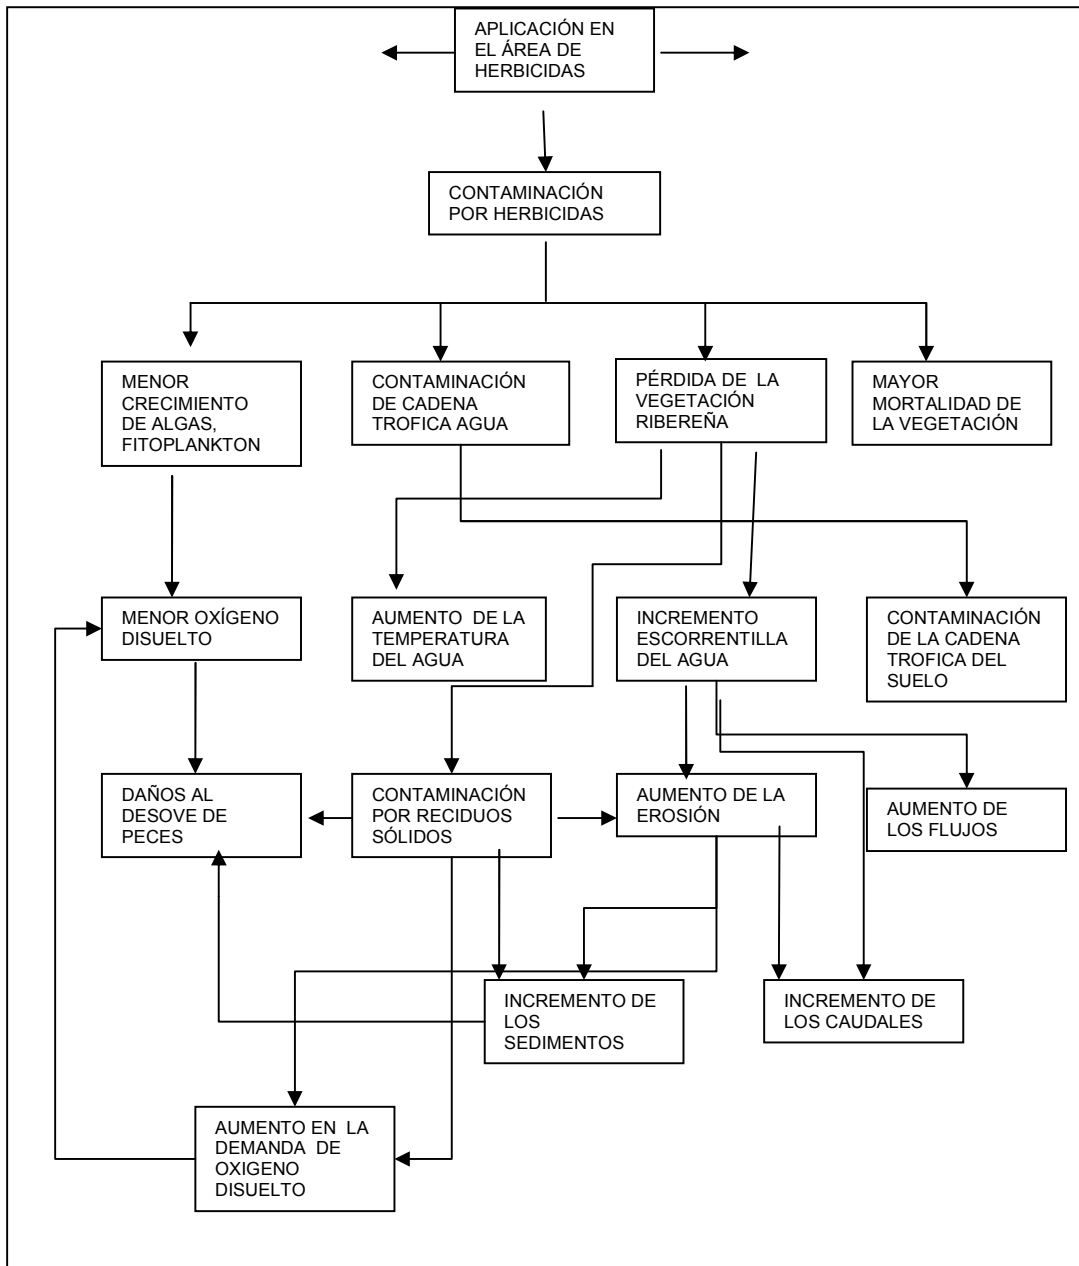 APLICACIÓN EN
EL ÁREA DE
HERBICIDAS
CONTAMINACIÓN
POR HERBICIDAS
MENOR
CRECIMIENTO
DE ALGAS,
FITOPLANKTON
CONTAMINACIÓN
DE CADENA
TROFICA AGUA
PÉRDIDA DE LA
VEGETACIÓN
RIBEREÑA
MAYOR
MORTALIDAD DE
LA VEGETACIÓN
MENOR OXÍGENO
DISUELTO
AUMENTO DE LA
TEMPERATURA
DEL AGUA
INCREMENTO
ESCORRENTILLA
DEL AGUA
CONTAMINACIÓN
DE LA CADENA
TROFICA DEL
SUELO
DAÑOS AL
DESOVE DE
PECES
CONTAMINACIÓN
POR RECIDUOS
SÓLIDOS
AUMENTO DE LA
EROSIÓN
AUMENTO DE
LOS FLUJOS
INCREMENTO DE
LOS
SEDIMENTOS
INCREMENTO DE
LOS CAUDALES
AUMENTO EN LA
DEMANDA DE
OXIGENO
DISUELTO